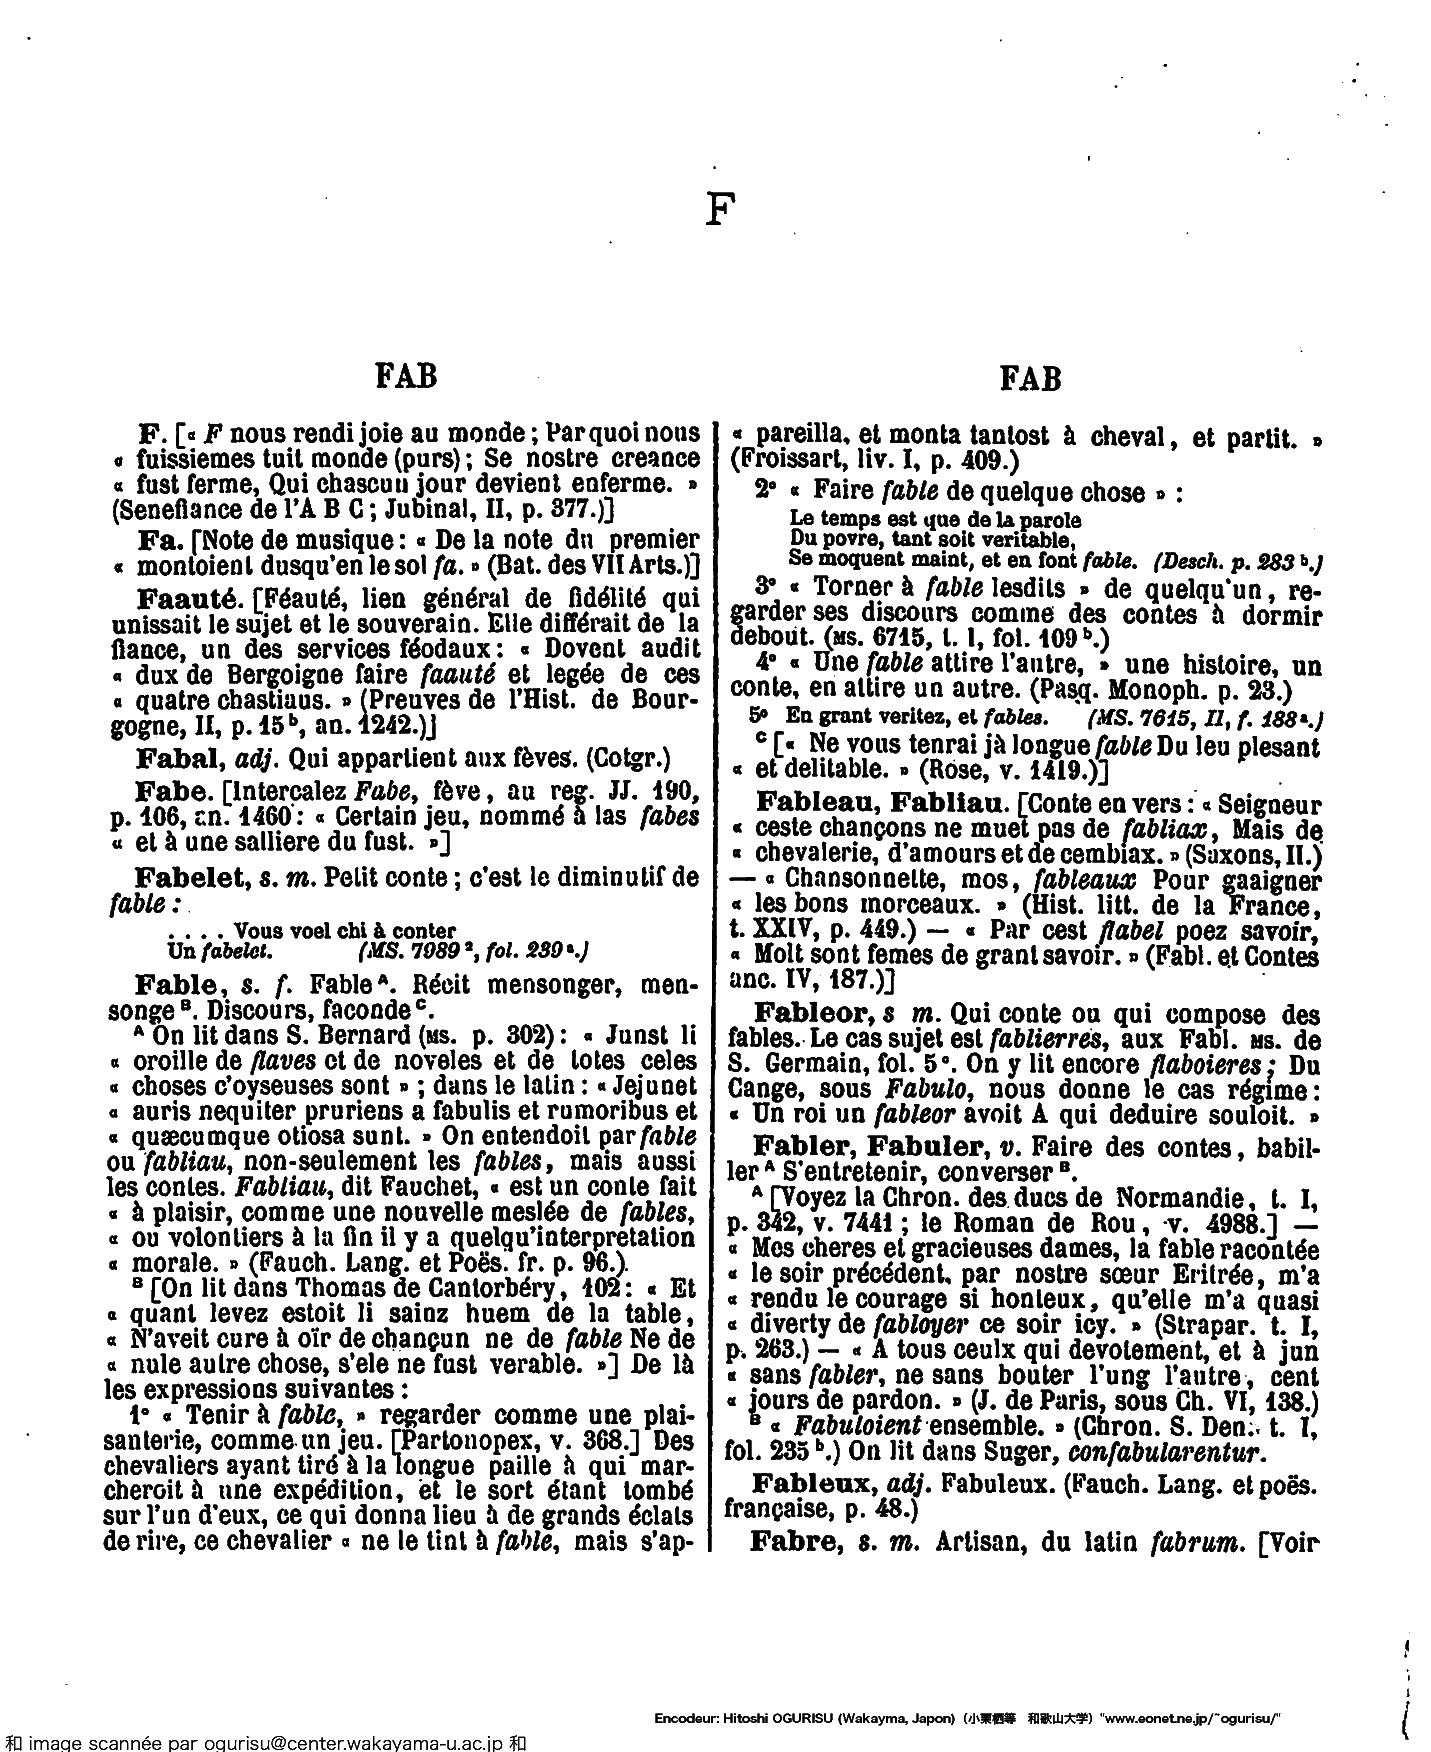 F
FAB
F. [« F nous rendi joie au monde ; Par quoi nous
« fuissiemes tuit monde (purs) ; Se nostre creance
« fust ferme, Qui chascun jour devient enferme. »
(Senefiance de l'A B C ; Jubinal, II, p. 377.)]
Fa. [Note de musique : « De la note du premier
« montoient dusqu'en le sol fa. » (Bat. des VII Arts.)]
Faauté. [Féauté, lien général de fidélité qui
unissait le sujet et le souverain. Elle différait de la
fiance, un des services féodaux : « Dovent audit
« dux de Bergoigne faire faauté et legée de ces
« quatre chastiaus. » (Preuves de l'Hist. de Bour-
gogne, II, p. 15 b, an. 1242.)]
Fabal, adj. Qui appartient aux fèves. (Cotgr.)
Fabe. [Intercalez Fabe, fève, au reg. JJ. 190,
p. 106, an. 1460 : « Certain jeu, nommé à las fabes
« et à une salliere du fust. »]
Fabelet, s. m. Petit conte ; c'est le diminutif de
fable :
. . . . Vous voel chi à conter
Un fabelet. (MS. 7989 2, fol. 239 a.)
Fable, s. f. Fable A. Récit mensonger, men-
songe B. Discours, faconde C.
A On lit dans S. Bernard (MS. p. 302) : « Junst li
« oroille de flaves et de noveles et de totes celes
« choses c'oyseuses sont » ; dans le latin : « Jejunet
« auris nequiter pruriens a fabulis et rumoribus et
« quæcumque otiosa sunt. » On entendoit par fable
ou fabliau, non-seulement les fables, mais aussi
les contes. Fabliau, dit Fauchet, « est un conte fait
« à plaisir, comme une nouvelle meslée de fables,
« ou volontiers à la fin il y a quelqu'interpretation
« morale. » (Fauch. Lang. et Poës. fr. p. 96.)
B [On lit dans Thomas de Cantorbéry, 102 : « Et
« quant levez estoit li sainz huem de la table,
« N'aveit cure à oïr de chançun ne de fable Ne de
« nule autre chose, s'ele ne fust verable. »] De là
les expressions suivantes :
1° « Tenir à fable, » regarder comme une plai-
santerie, comme un jeu. [Partonopex, v. 368.] Des
chevaliers ayant tiré à la longue paille à qui mar-
cheroit à une expédition, et le sort étant tombé
sur l'un d'eux, ce qui donna lieu à de grands éclats
de rire, ce chevalier « ne le tint à fable, mais s'ap-
FAB
« pareilla, et monta tantost à cheval, et partit. »
(Froissart, liv. I, p. 409.)
2° « Faire fable de quelque chose » :
Le temps est que de la parole
Du povre, tant soit veritable,
Se moquent maint, et en font fable. (Desch. p. 283 b.)
3° « Torner à fable lesdits » de quelqu'un, re-
garder ses discours comme des contes à dormir
debout. (MS. 6715, t. I, fol. 109 b.)
4° « Une fable attire l'autre, » une histoire, un
conte, en attire un autre. (Pasq. Monoph. p. 23.)
5° En grant veritez, et fables. (MS. 7615, II, f. 188 a.)
C [« Ne vous tenrai jà longue fable Du leu plesant
« et delitable. » (Rose, v. 1419.)]
Fableau, Fabliau. [Conte en vers : « Seigneur
« ceste chançons ne muet pas de fabliax, Mais de
« chevalerie, d'amours et de cembiax. » (Saxons, II.)
— « Chansonnette, mos, fableaux Pour gaaigner
« les bons morceaux. » (Hist. litt. de la France,
t. XXIV, p. 449.) — « Par cest flabel poez savoir,
« Molt sont femes de grant savoir. » (Fabl. et Contes
anc. IV, 187.)]
Fableor, s m. Qui conte ou qui compose des
fables. Le cas sujet est fablierres, aux Fabl. MS. de
S. Germain, fol. 5 c. On y lit encore flaboieres ; Du
Cange, sous Fabulo, nous donne le cas régime :
« Un roi un fableor avoit A qui deduire souloit. »
Fabler, Fabuler, v. Faire des contes, babil-
ler A S'entretenir, converser B.
A [Voyez la Chron. des ducs de Normandie, t. I,
p. 342, v. 7441 ; le Roman de Rou, v. 4988.] —
« Mes cheres et gracieuses dames, la fable racontée
« le soir précédent, par nostre sœur Eritrée, m'a
« rendu le courage si honteux, qu'elle m'a quasi
« diverty de fabloyer ce soir icy. » (Strapar. t. I,
p. 263.) — « A tous ceulx qui devotement, et à jun
« sans fabler, ne sans bouter l'ung l'autre, cent
« jours de pardon. » (J. de Paris, sous Ch. VI, 138.)
B « Fabuloient ensemble. » (Chron. S. Den. t. I,
fol. 235 b.) On lit dans Suger, confabularentur.
Fableux, adj. Fabuleux. (Fauch. Lang. et poës.
française, p. 48.)
Fabre, s. m. Artisan, du latin fabrum. [Voir
Encodeur: Hitoshi OGURISU (Wakayma, Japon) (小栗栖等 和歌山大学) "www.eonet.ne.jp/~ogurisu/"
和 image scannée par ogurisu@center.wakayama-u.ac.jp 和